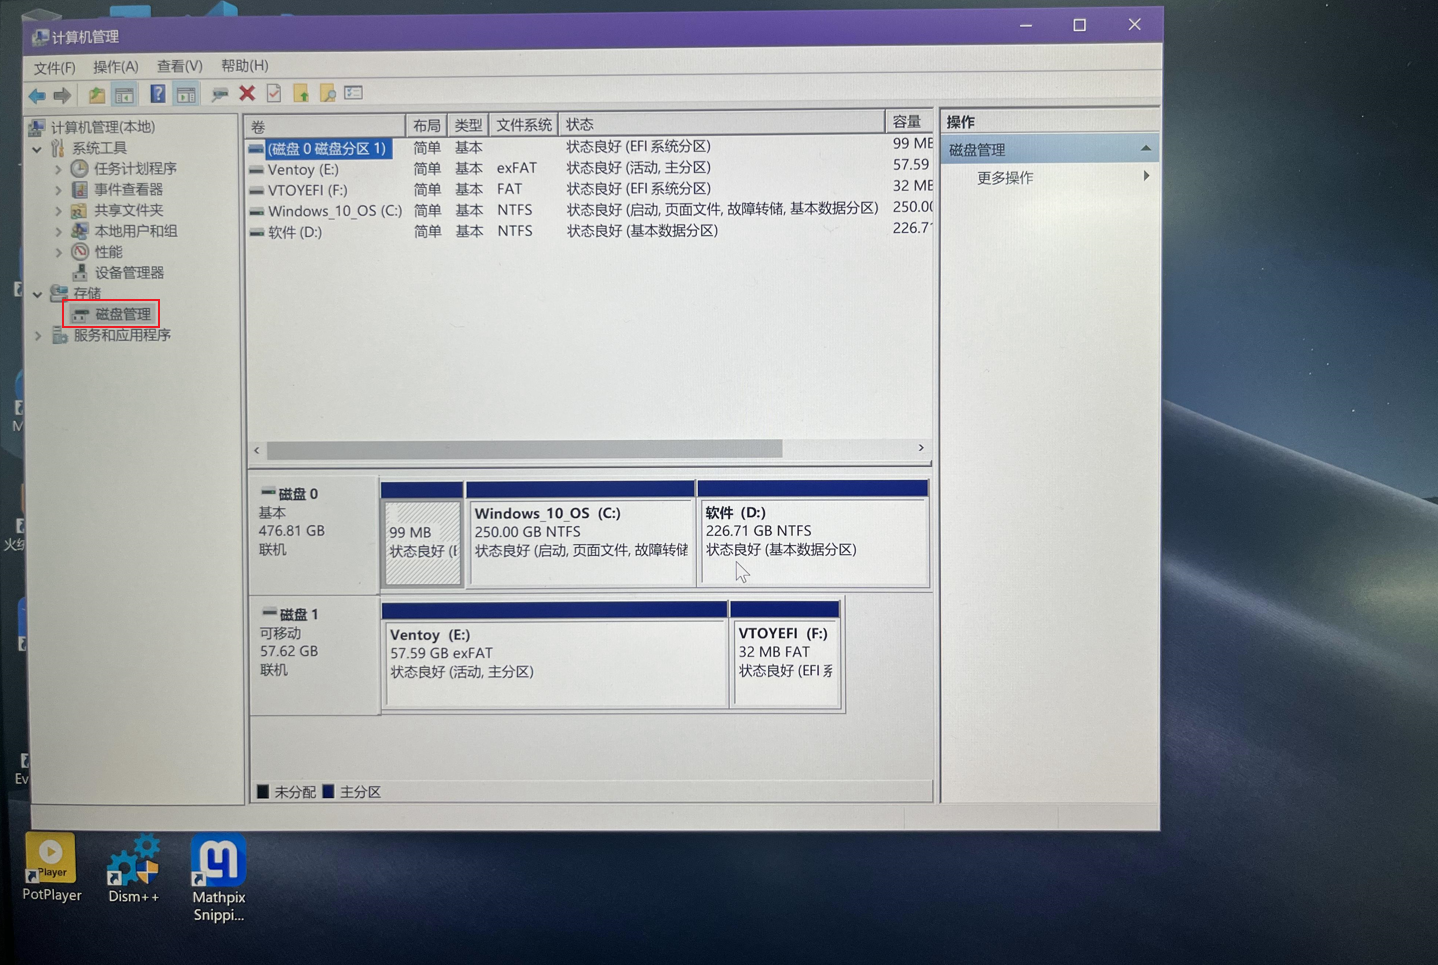 计算机管理
文件(F) 操作(A) 查看(V) 帮助(H)
计算机管理(本地)
系统工具
任务计划程序
事件查看器
共享文件夹
本地用户和组
性能
设备管理器
存储
磁盘管理
服务和应用程序
卷 布局 类型 文件系统 状态 容量
(磁盘 0 磁盘分区 1) 简单 基本 状态良好 (EFI 系统分区) 99 MB
Ventoy (E:) 简单 基本 exFAT 状态良好 (活动, 主分区) 57.59
VTOYEFI (F:) 简单 基本 FAT 状态良好 (EFI 系统分区) 32 MB
Windows_10_OS (C:) 简单 基本 NTFS 状态良好 (启动, 页面文件, 故障转储, 基本数据分区) 250.00
软件 (D:) 简单 基本 NTFS 状态良好 (基本数据分区) 226.71
操作
磁盘管理
更多操作
磁盘 0
基本
476.81 GB
联机
99 MB
状态良好 (E
Windows_10_OS (C:)
250.00 GB NTFS
状态良好 (启动, 页面文件, 故障转储
软件 (D:)
226.71 GB NTFS
状态良好 (基本数据分区)
磁盘 1
可移动
57.62 GB
联机
Ventoy (E:)
57.59 GB exFAT
状态良好 (活动, 主分区)
VTOYEFI (F:)
32 MB FAT
状态良好 (EFI 系
未分配 主分区
Ev
Player
PotPlayer
Dism++
Mathpix
Snippi...